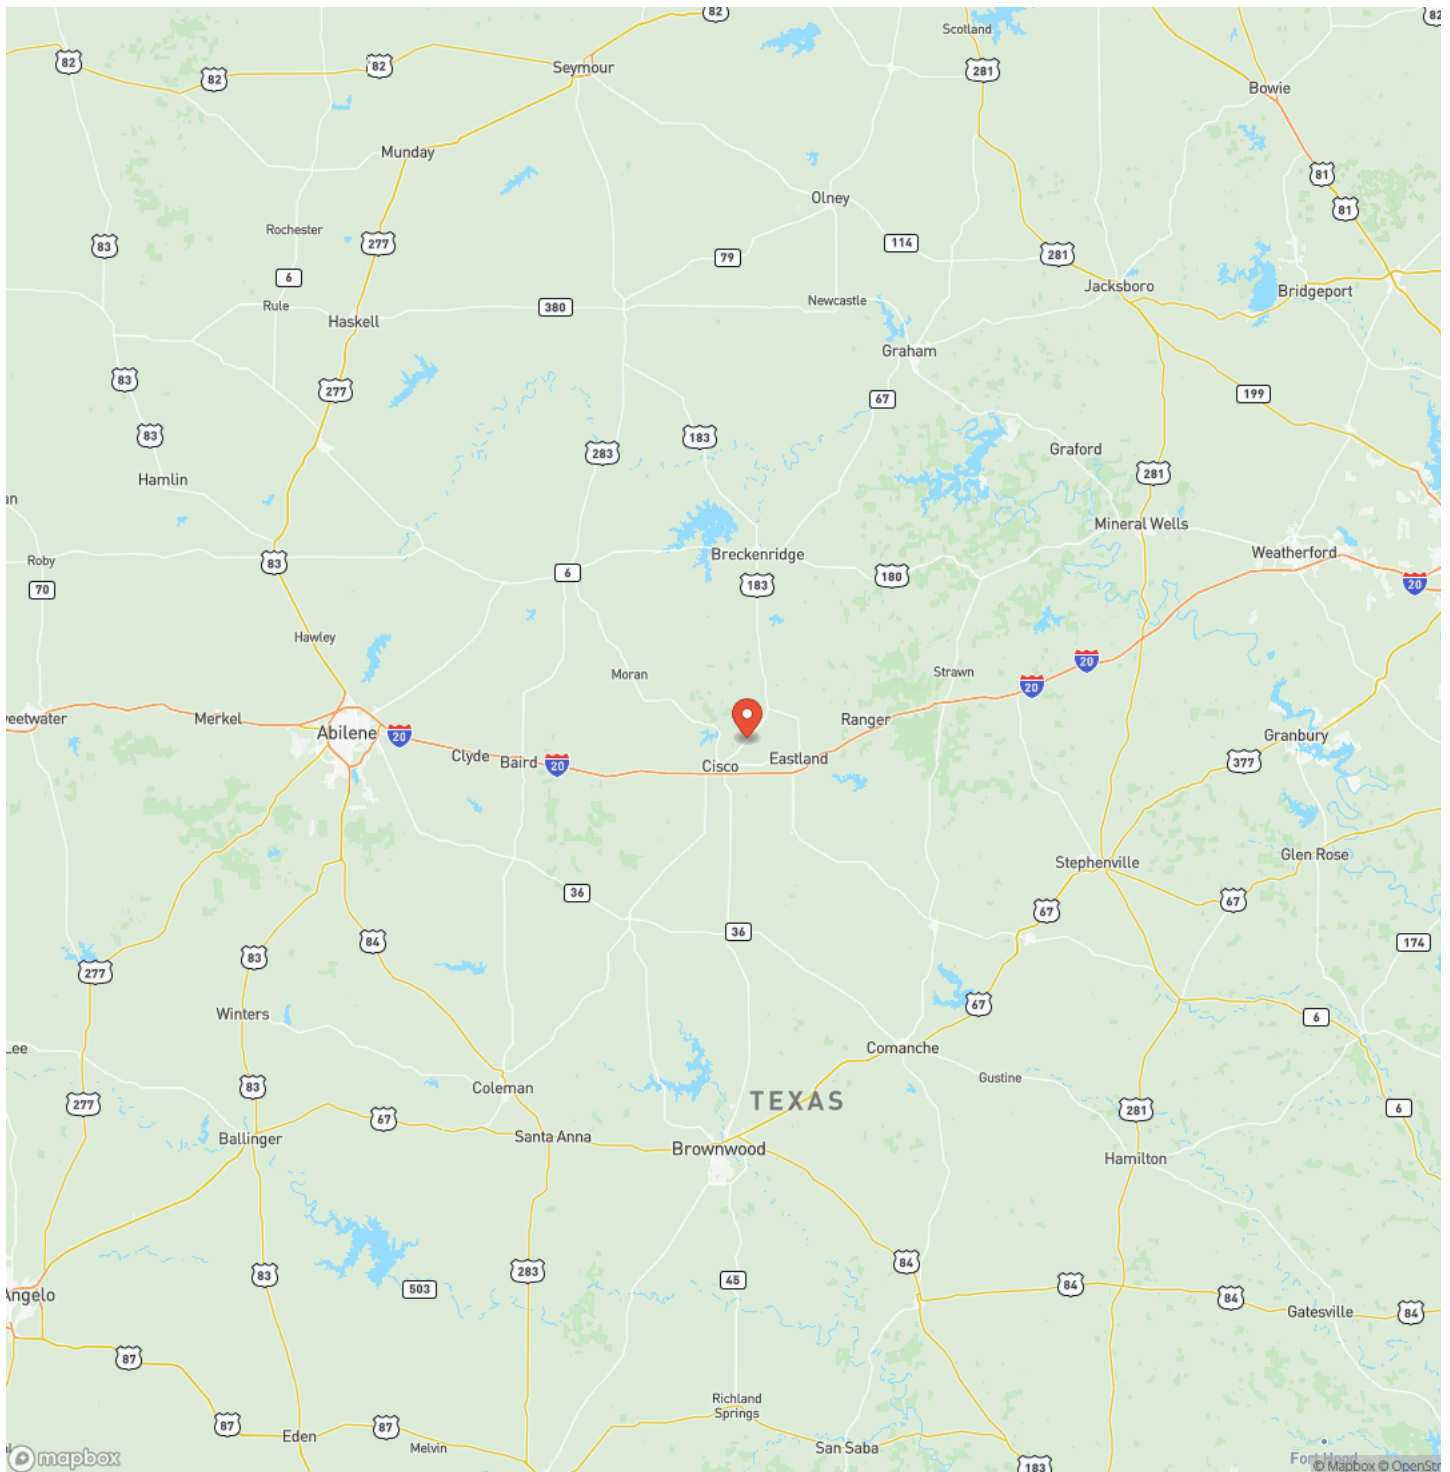 82
82
Scotland
82
82
82
281
Seymour
Bowie
Munday
81
Olney
81
Rochester
83
277
114
281
79
6
Jacksboro
Bridgeport
Rule
380
Newcastle
Haskell
Graham
83
277
199
67
83
183
283
Graford
281
Hamlin
an
Mineral Wells
Breckenridge
Weatherford
Roby
83
6
180
20
70
183
Hawley
20
Moran
Strawn
20
weetwater
Merkel
Ranger
Abilene
20
Granbury
Clyde
Baird
20
Cisco
Eastland
377
Glen Rose
Stephenville
36
67
67
36
84
174
83
277
67
Winters
6
Lee
Comanche
Gustine
83
Coleman
277
TEXAS
281
6
67
Ballinger
Santa Anna
Brownwood
Hamilton
84
283
83
45
84
503
84
Angelo
Gatesville
84
87
Richland
Springs
87
87
Eden
Melvin
San Saba
183
Fort Hood
mapbox
© Mapbox © OpenStr